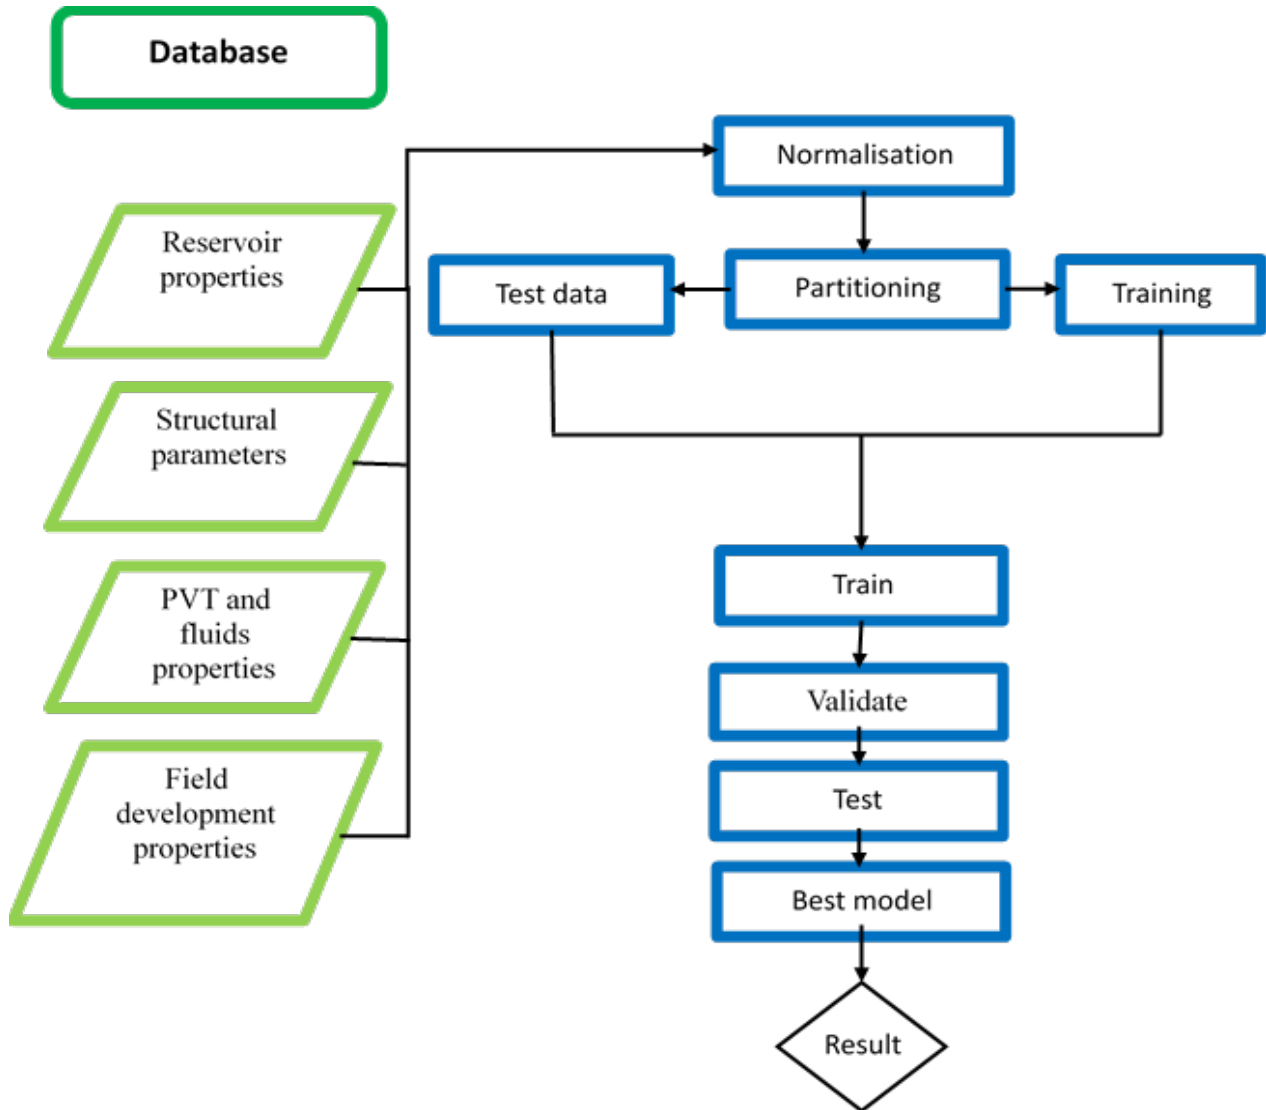 Database
Reservoir
properties
Structural
parameters
PVT and
fluids
properties
Field
development
properties
Normalisation
Test data
Partitioning
Training
Train
Validate
Test
Best model
Result